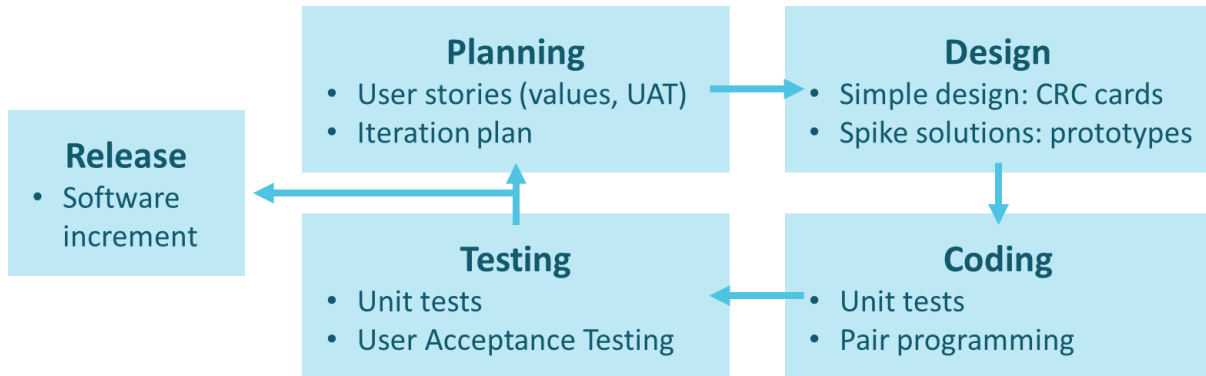 Planning
• User stories (values, UAT)
• Iteration plan
Design
• Simple design: CRC cards
• Spike solutions: prototypes
Release
• Software
increment
Testing
• Unit tests
• User Acceptance Testing
Coding
• Unit tests
• Pair programming